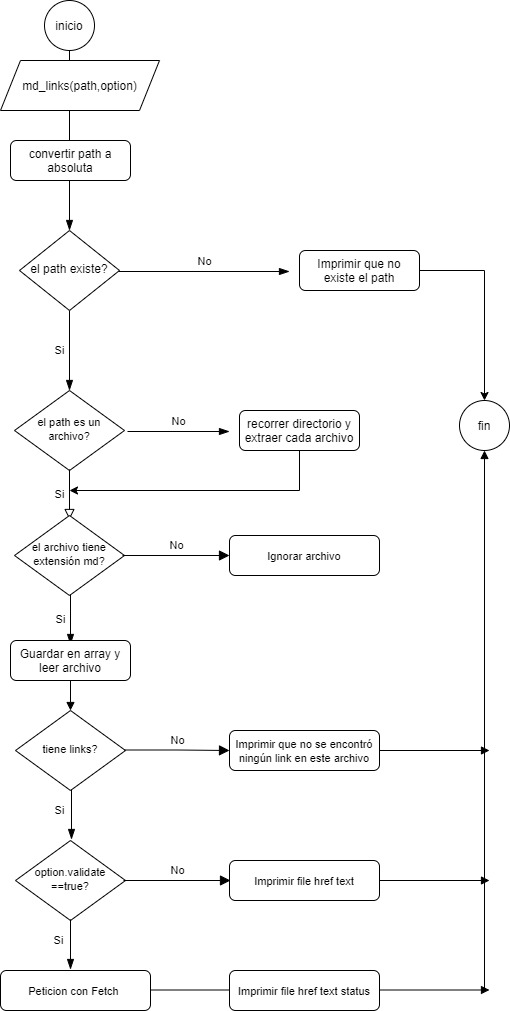 inicio
md_links(path,option)
convertir path a
absoluta
el path existe?
No
Imprimir que no
existe el path
Si
el path es un
archivo?
No
recorrer directorio y
extraer cada archivo
fin
Si
el archivo tiene
extensión md?
No
Ignorar archivo
Si
Guardar en array y
leer archivo
tiene links?
No
Imprimir que no se encontró
ningún link en este archivo
Si
option.validate
==true?
No
Imprimir file href text
Si
Peticion con Fetch
Imprimir file href text status